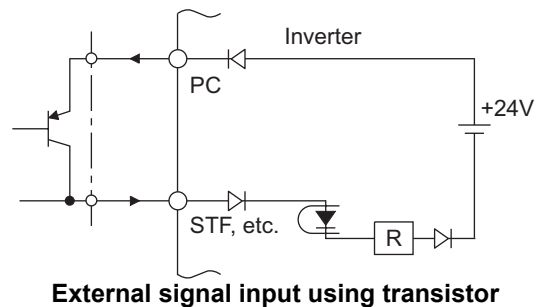 Inverter
PC
+24V
STF, etc.
R
External signal input using transistor